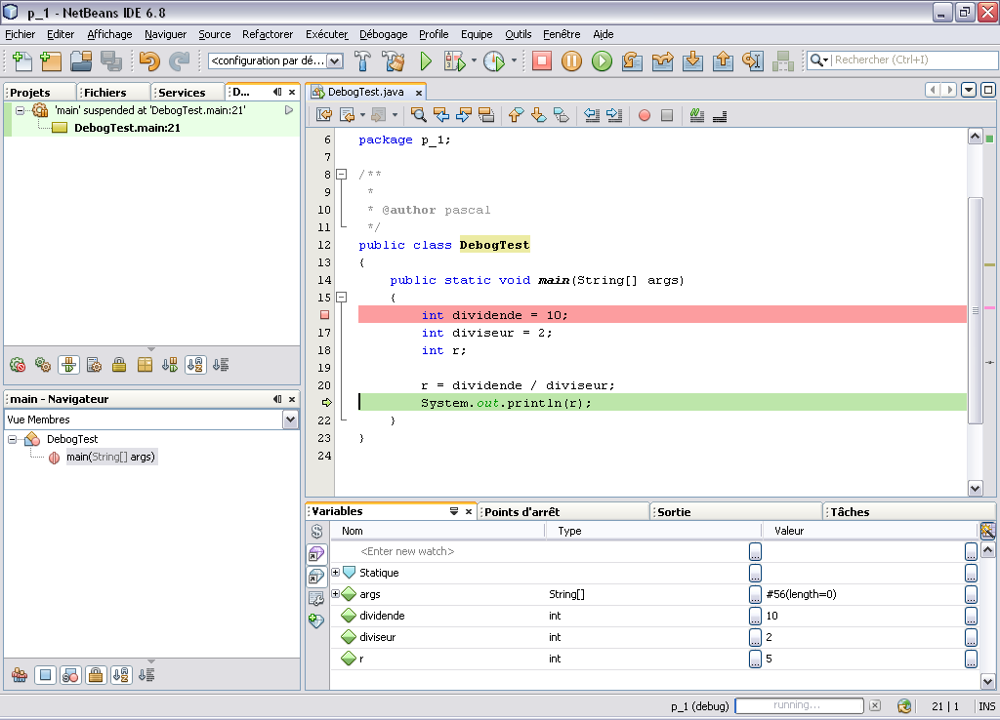 p_1 - NetBeans IDE 6.8
Fichier Editer Affichage Naviguer Source Refactorer Exécuter Débogage Profile Equipe Outils Fenêtre Aide
<configuration par dé... Rechercher (Ctrl+I)
Projets Fichiers Services D...
'main' suspended at 'DebogTest.main:21'
DebogTest.main:21
main - Navigateur
Vue Membres
DebogTest
main(String[] args)
DebogTest.java
6 package p_1;
7
8 /**
9 *
10 * @author pascal
11 */
12 public class DebogTest
13 {
14 public static void main(String[] args)
15 {
int dividende = 10;
17 int diviseur = 2;
18 int r;
19
20 r = dividende / diviseur;
System.out.println(r);
22 }
23 }
24
Variables Points d'arrêt Sortie Tâches
Nom Type Valeur
<Enter new watch>
Statique
args String[] #56(length=0)
dividende int 10
diviseur int 2
r int 5
p_1 (debug) running... 21 | 1 INS